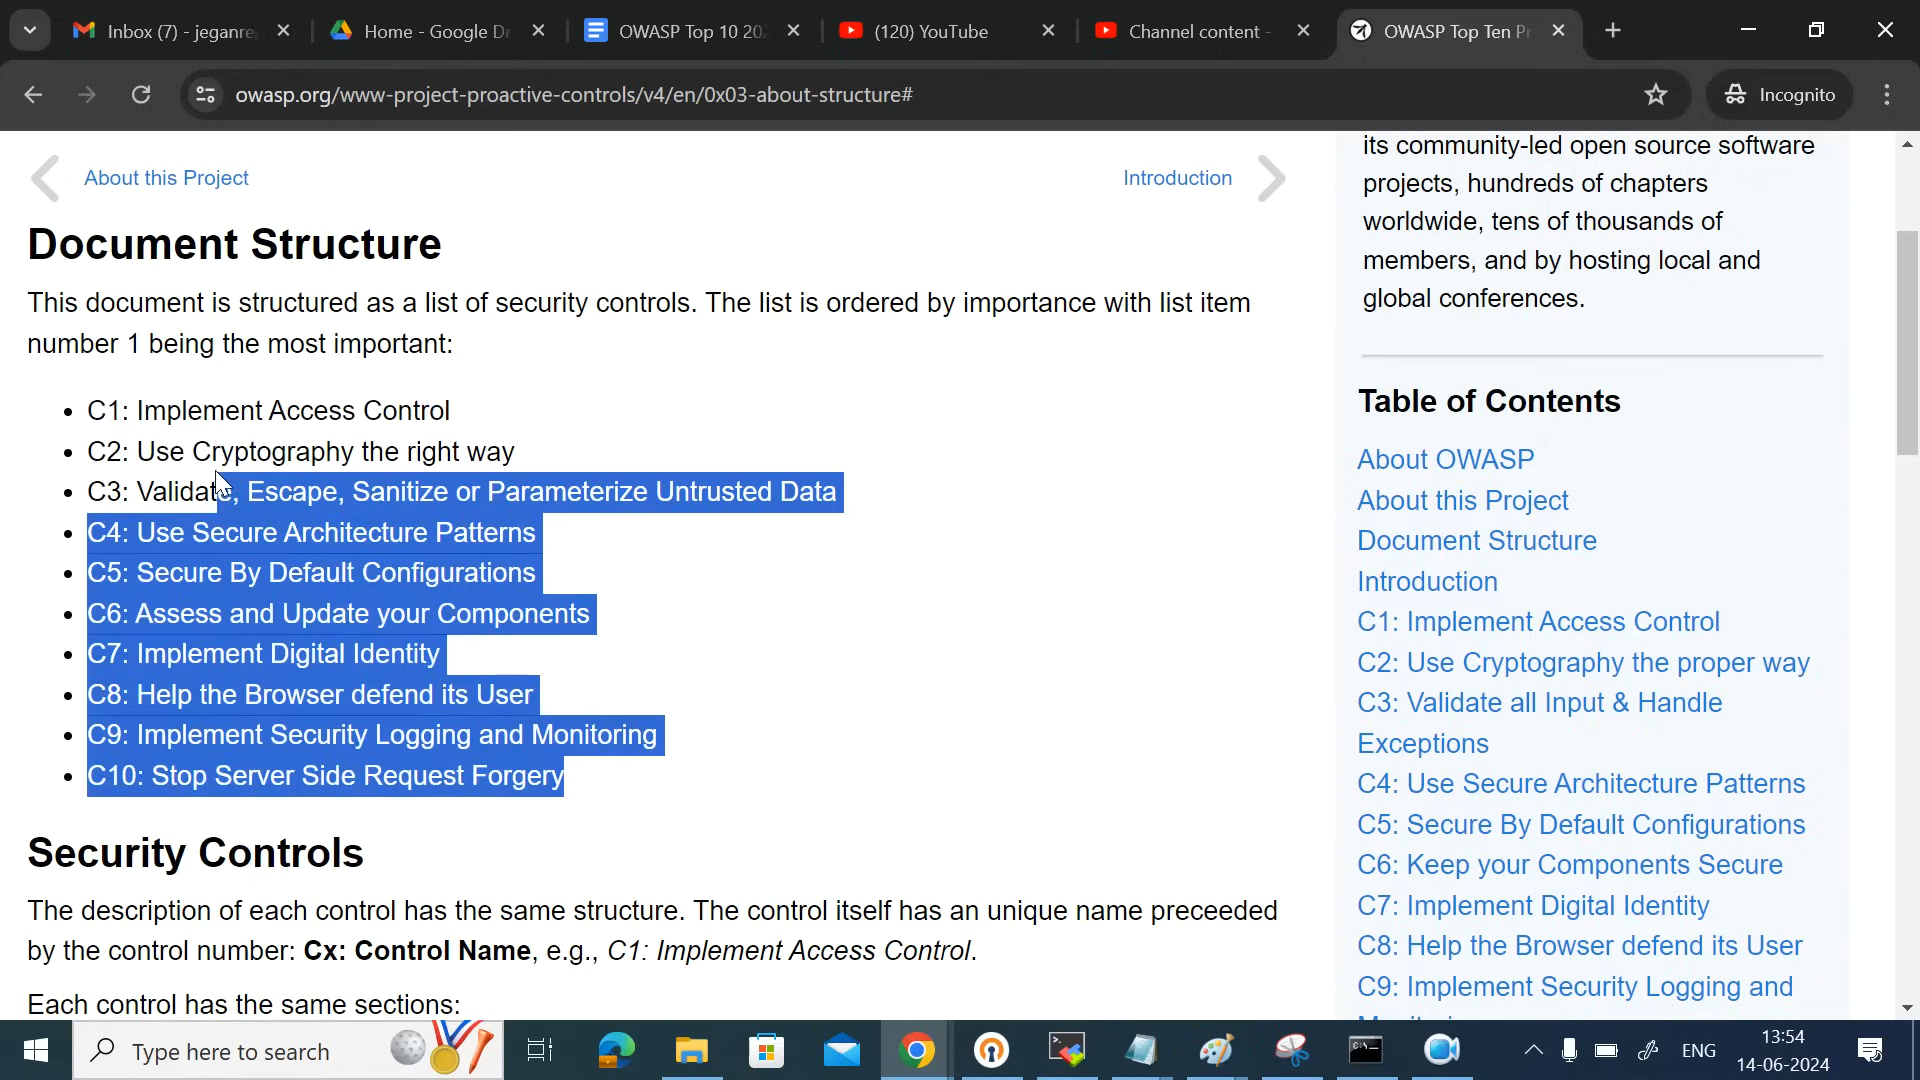 Inbox (7) - jeganre
Home - Google Dr
OWASP Top 10 202
(120) YouTube
Channel content -
OWASP Top Ten Pr
owasp.org/www-project-proactive-controls/v4/en/0x03-about-structure#
Incognito
About this Project
Introduction
Document Structure
This document is structured as a list of security controls. The list is ordered by importance with list item
number 1 being the most important:
C1: Implement Access Control
C2: Use Cryptography the right way
C3: Validate, Escape, Sanitize or Parameterize Untrusted Data
C4: Use Secure Architecture Patterns
C5: Secure By Default Configurations
C6: Assess and Update your Components
C7: Implement Digital Identity
C8: Help the Browser defend its User
C9: Implement Security Logging and Monitoring
C10: Stop Server Side Request Forgery
Security Controls
The description of each control has the same structure. The control itself has an unique name preceeded
by the control number: Cx: Control Name, e.g., C1: Implement Access Control.
Each control has the same sections:
its community-led open source software
projects, hundreds of chapters
worldwide, tens of thousands of
members, and by hosting local and
global conferences.
Table of Contents
About OWASP
About this Project
Document Structure
Introduction
C1: Implement Access Control
C2: Use Cryptography the proper way
C3: Validate all Input & Handle
Exceptions
C4: Use Secure Architecture Patterns
C5: Secure By Default Configurations
C6: Keep your Components Secure
C7: Implement Digital Identity
C8: Help the Browser defend its User
C9: Implement Security Logging and
Type here to search
ENG
13:54
14-06-2024